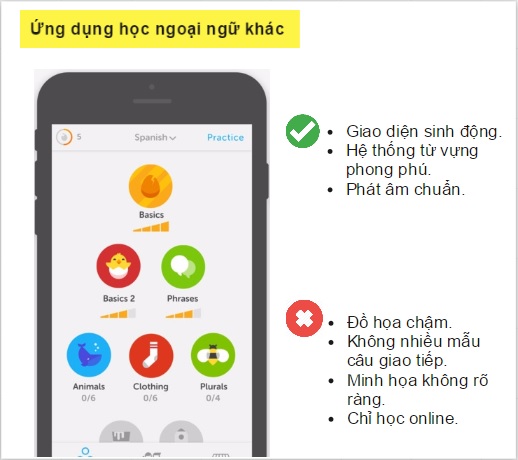 Ứng dụng học ngoại ngữ khác
5 Spanish Practice
Basics
Basics 2 Phrases
Animals Clothing Plurals
0/6 0/6 0/4
• Giao diện sinh động.
• Hệ thống từ vựng
phong phú.
• Phát âm chuẩn.
• Đồ họa chậm.
• Không nhiều mẫu
câu giao tiếp.
• Minh họa không rõ
ràng.
• Chỉ học online.